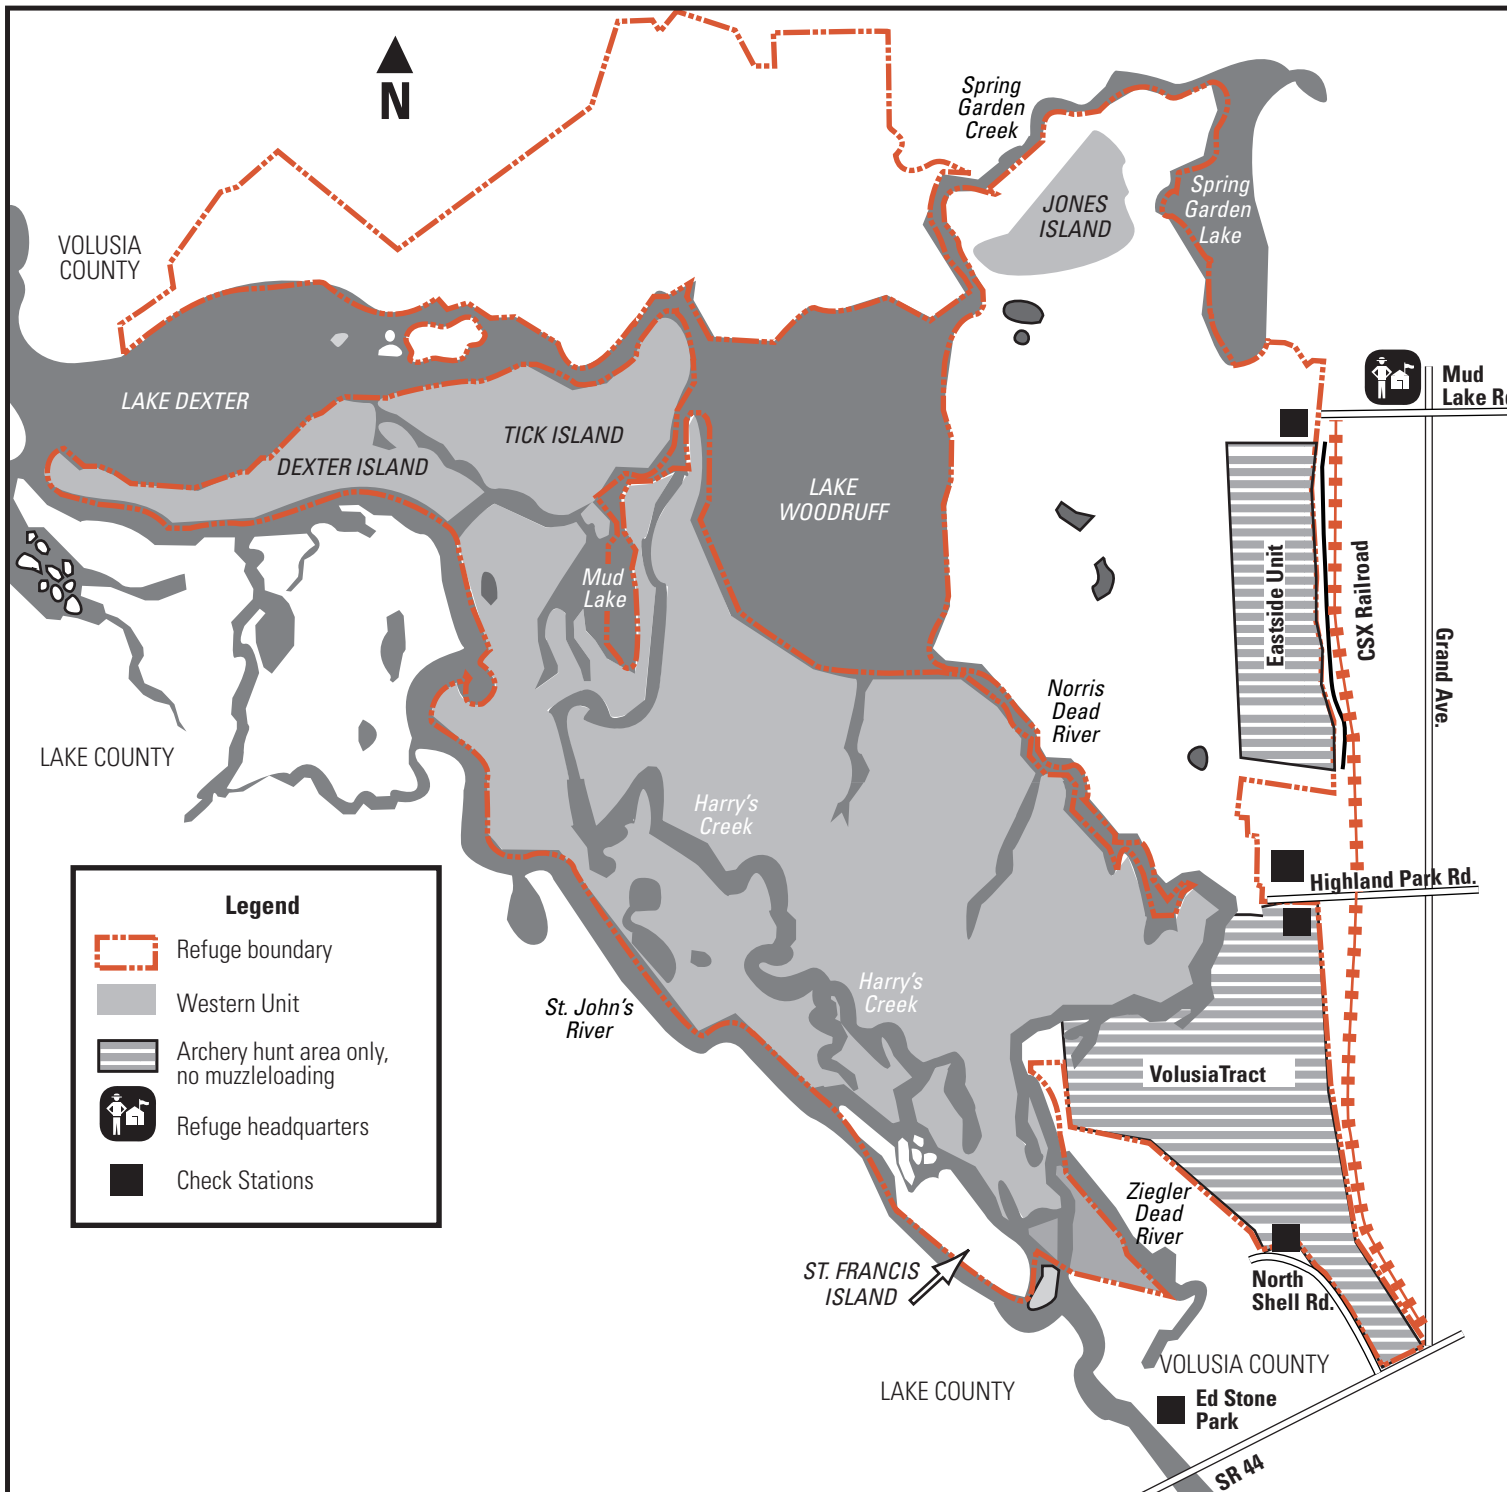 N
Spring
Garden
Creek
VOLUSIA
COUNTY
JONES
ISLAND
Spring
Garden
Lake
LAKE DEXTER
TICK ISLAND
DEXTER ISLAND
LAKE
WOODRUFF
Mud
Lake Rd
Mud
Lake
Eastside Unit
CSX Railroad
Grand Ave.
Norris
Dead
River
LAKE COUNTY
Harry's
Creek
Highland Park Rd.
Legend
Refuge boundary
Western Unit
Archery hunt area only,
no muzzleloading
Refuge headquarters
Check Stations
Harry's
Creek
St. John's
River
VolusiaTract
Ziegler
Dead
River
ST. FRANCIS
ISLAND
North
Shell Rd.
VOLUSIA COUNTY
LAKE COUNTY
Ed Stone
Park
SR 44